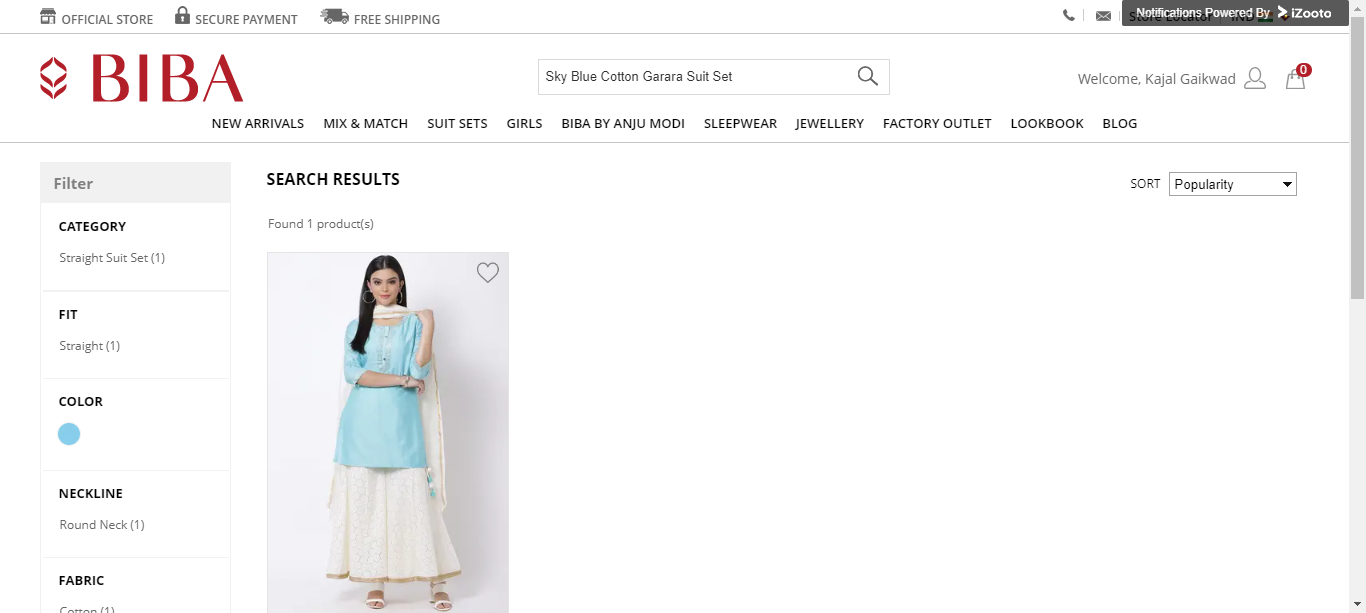 OFFICIAL STORE SECURE PAYMENT FREE SHIPPING
Notifications Powered By iZooto
Store Locator IND
BIBA
Sky Blue Cotton Garara Suit Set
Welcome, Kajal Gaikwad
0
NEW ARRIVALS MIX & MATCH SUIT SETS GIRLS BIBA BY ANJU MODI SLEEPWEAR JEWELLERY FACTORY OUTLET LOOKBOOK BLOG
Filter
CATEGORY
Straight Suit Set (1)
FIT
Straight (1)
COLOR
NECKLINE
Round Neck (1)
FABRIC
Cotton (1)
SEARCH RESULTS
SORT Popularity
Found 1 product(s)